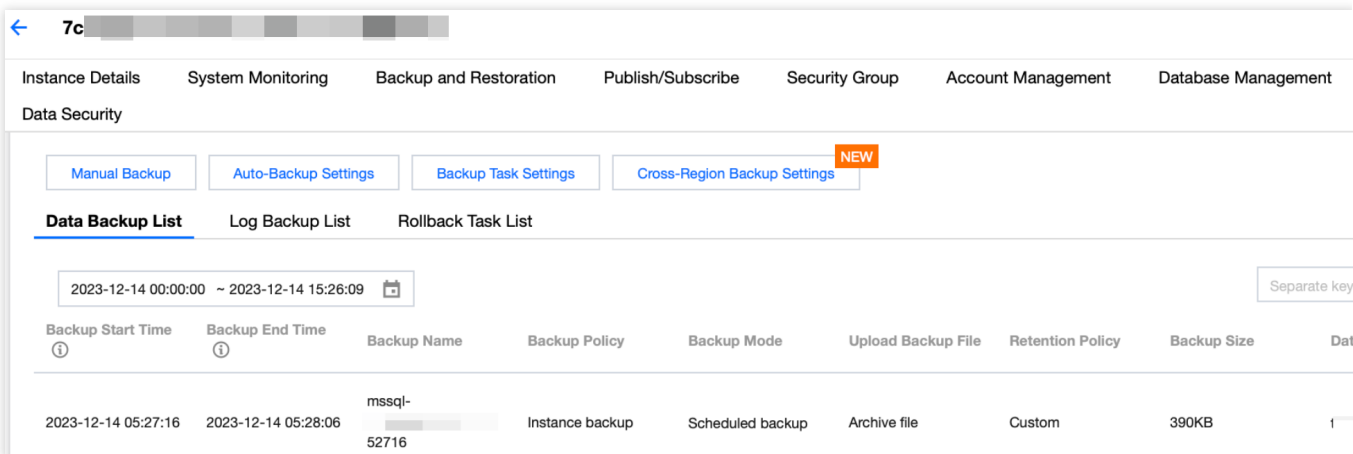 7c
Instance Details System Monitoring Backup and Restoration Publish/Subscribe Security Group Account Management Database Management
Data Security
NEW
Manual Backup Auto-Backup Settings Backup Task Settings Cross-Region Backup Settings
Data Backup List Log Backup List Rollback Task List
2023-12-14 00:00:00 ~ 2023-12-14 15:26:09 Separate key
Backup Start Time Backup End Time Backup Name Backup Policy Backup Mode Upload Backup File Retention Policy Backup Size Dat
mssql-
2023-12-14 05:27:16 2023-12-14 05:28:06 Instance backup Scheduled backup Archive file Custom 390KB
52716